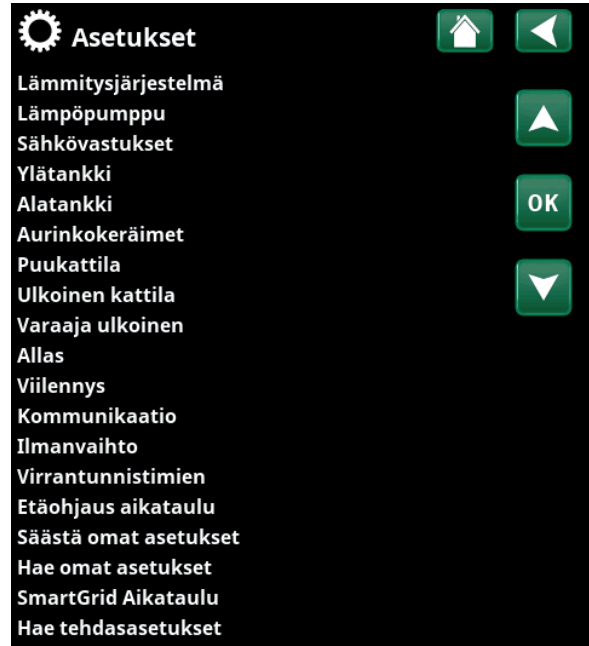 Asetukset
Lämmitysjärjestelmä
Lämpöpumppu
Sähkövastukset
Ylätankki
Alatankki
OK
Aurinkokeräimet
Puukattila
Ulkoinen kattila
Varaaja ulkoinen
Allas
Viilennys
Kommunikaatio
Ilmanvaihto
Virrantunnistimien
Etäohjaus aikataulu
Säästä omat asetukset
Hae omat asetukset
SmartGrid Aikataulu
Hae tehdasasetukset